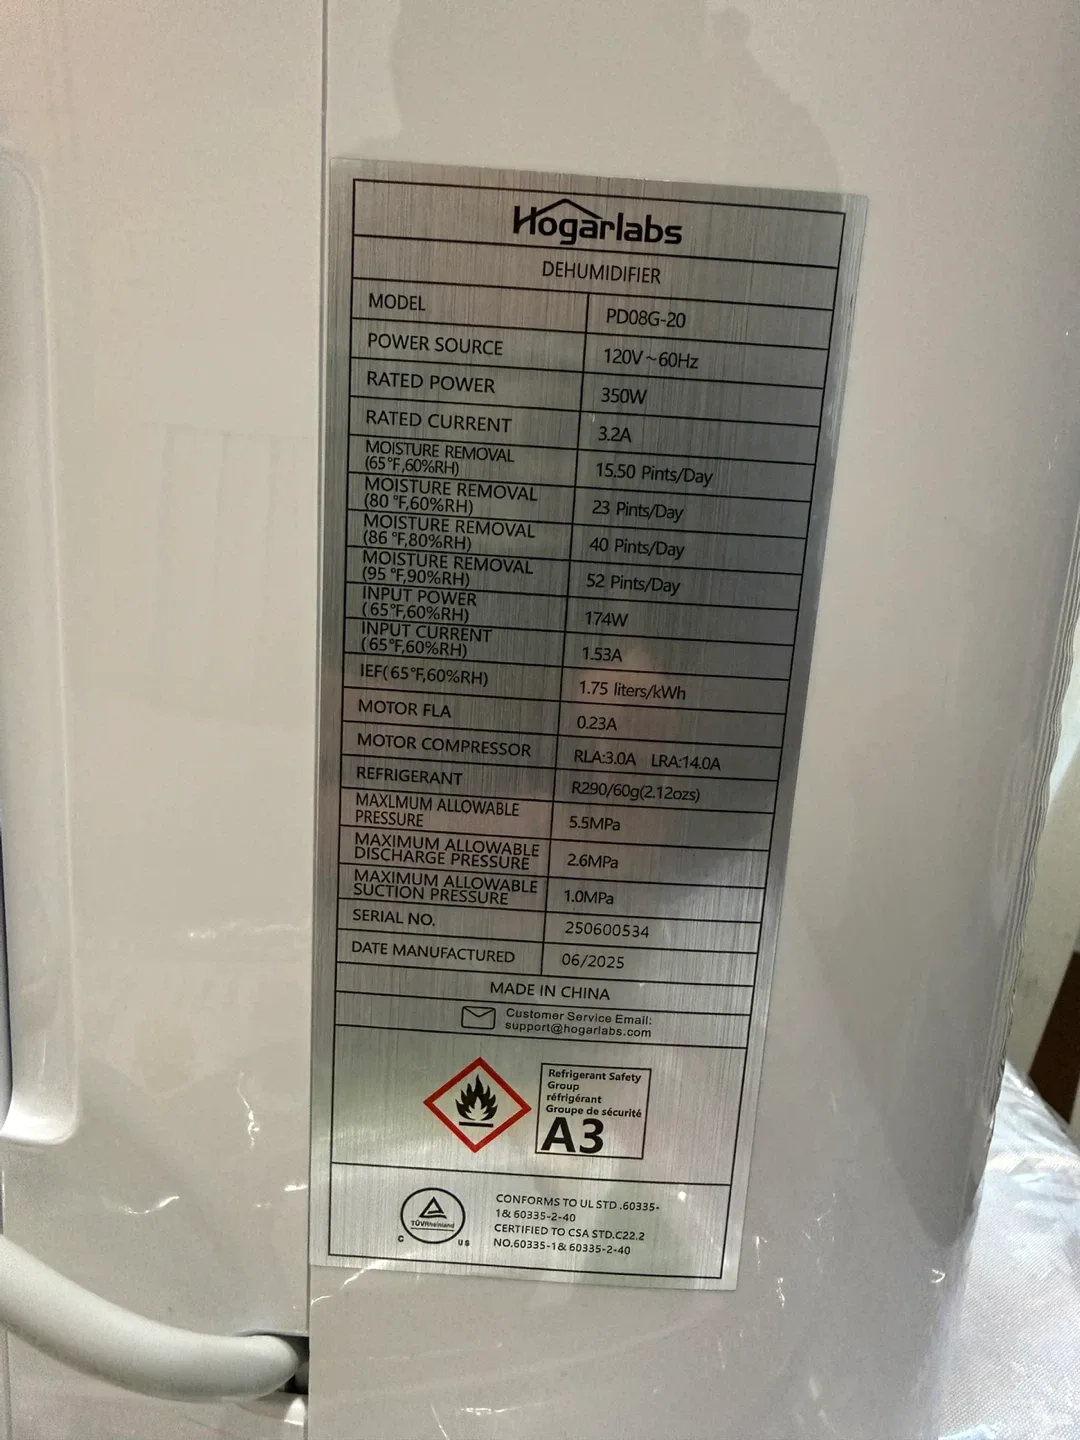 Hogarlabs
DEHUMIDIFIER
MODEL PD08G-20
POWER SOURCE 120V~60Hz
RATED POWER 350W
RATED CURRENT 3.2A
MOISTURE REMOVAL
(65°F,60%RH) 15.50 Pints/Day
MOISTURE REMOVAL
(80 °F,60%RH) 23 Pints/Day
MOISTURE REMOVAL
(86 °F,80%RH) 40 Pints/Day
MOISTURE REMOVAL
(95 °F,90%RH) 52 Pints/Day
INPUT POWER
(65°F,60%RH) 174W
INPUT CURRENT
(65°F,60%RH) 1.53A
IEF(65°F,60%RH) 1.75 liters/kWh
MOTOR FLA 0.23A
MOTOR COMPRESSOR RLA:3.0A LRA:14.0A
REFRIGERANT R290/60g(2.12ozs)
MAXLMUM ALLOWABLE
PRESSURE 5.5MPa
MAXIMUM ALLOWABLE
DISCHARGE PRESSURE 2.6MPa
MAXIMUM ALLOWABLE
SUCTION PRESSURE 1.0MPa
SERIAL NO. 250600534
DATE MANUFACTURED 06/2025
MADE IN CHINA
Customer Service Email:
support@hogarlabs.com
Refrigerant Safety
Group
réfrigérant
Groupe de sécurité
A3
TÜVRheinland
C US
CONFORMS TO UL STD .60335-
1& 60335-2-40
CERTIFIED TO CSA STD.C22.2
NO.60335-1& 60335-2-40